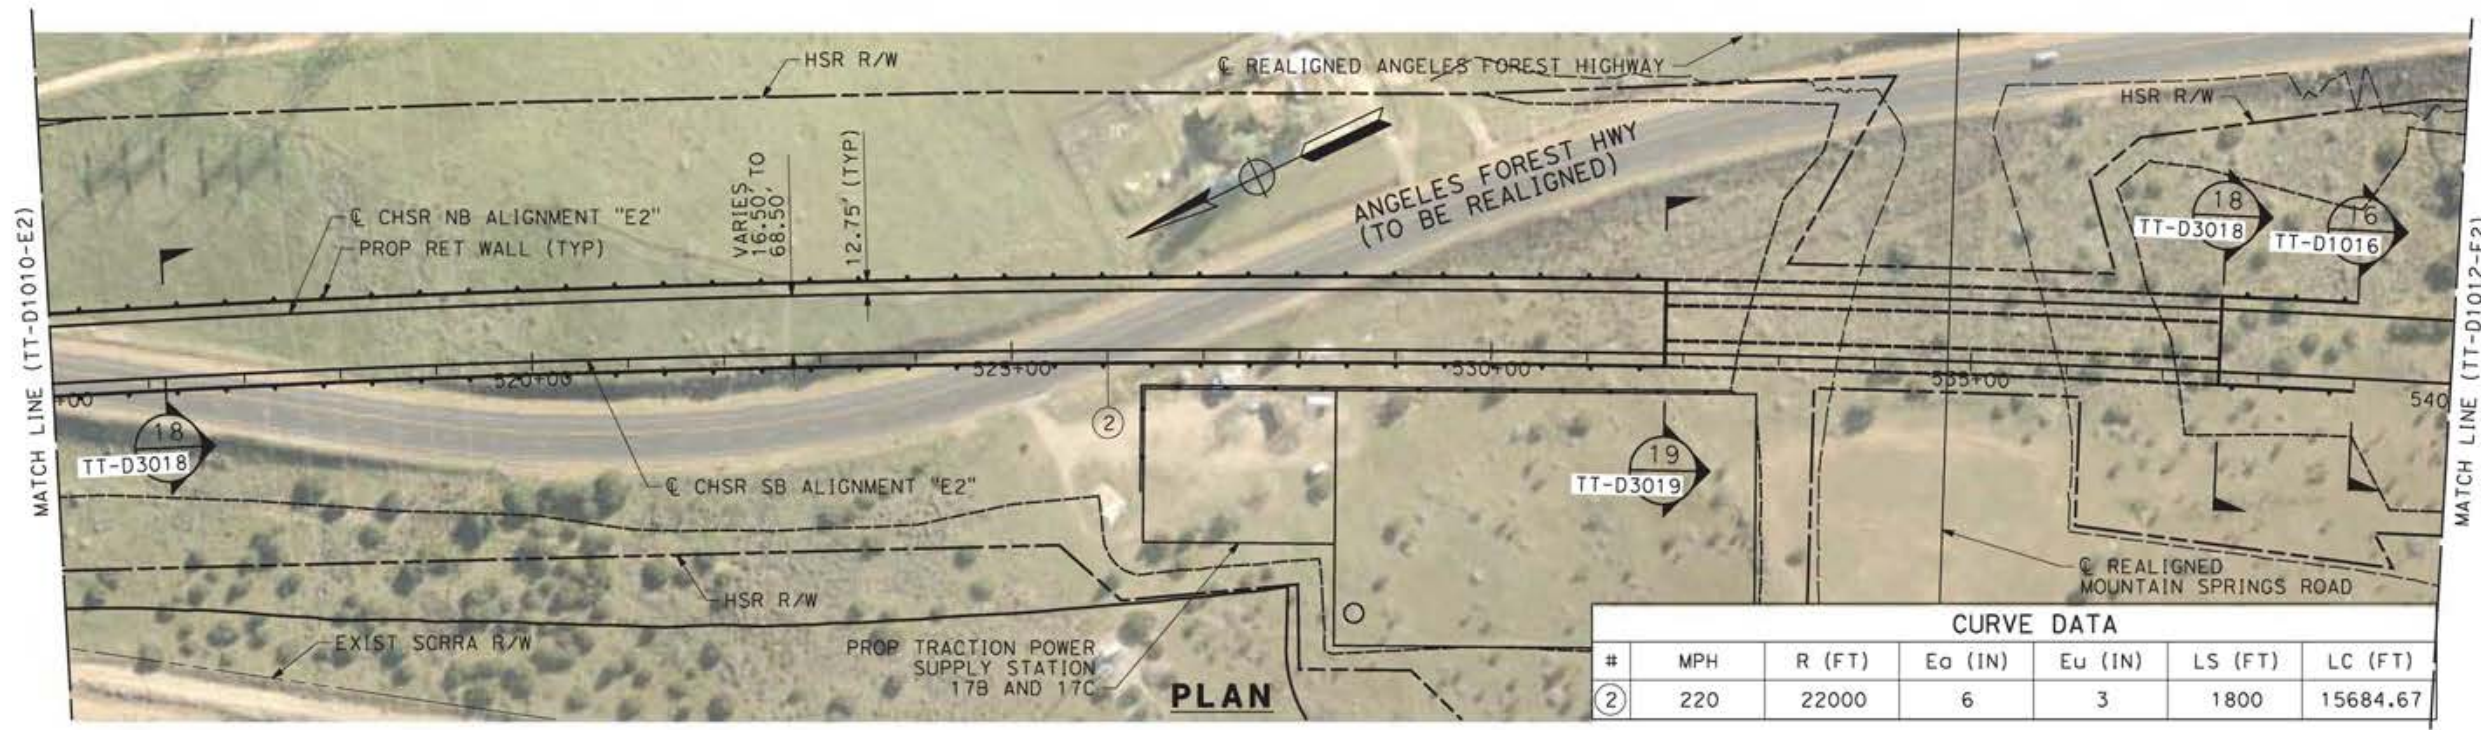 HSR R/W
℄ REALIGNED ANGELES FOREST HIGHWAY
HSR R/W
ANGELES FOREST HWY
(TO BE REALIGNED)
VARIES
16.50' TO
68.50'
12.75' (TYP)
℄ CHSR NB ALIGNMENT "E2"
PROP RET WALL (TYP)
18
TT-D3018
16
TT-D1016
MATCH LINE (TT-D1010-E2)
MATCH LINE (TT-D1012-E2)
+00
520+00
525+00
530+00
535+00
540
2
18
TT-D3018
19
TT-D3019
℄ CHSR SB ALIGNMENT "E2"
HSR R/W
EXIST SCRRA R/W
PROP TRACTION POWER
SUPPLY STATION
17B AND 17C
℄ REALIGNED
MOUNTAIN SPRINGS ROAD
PLAN
CURVE DATA
# MPH R (FT) Ea (IN) Eu (IN) LS (FT) LC (FT)
2 220 22000 6 3 1800 15684.67